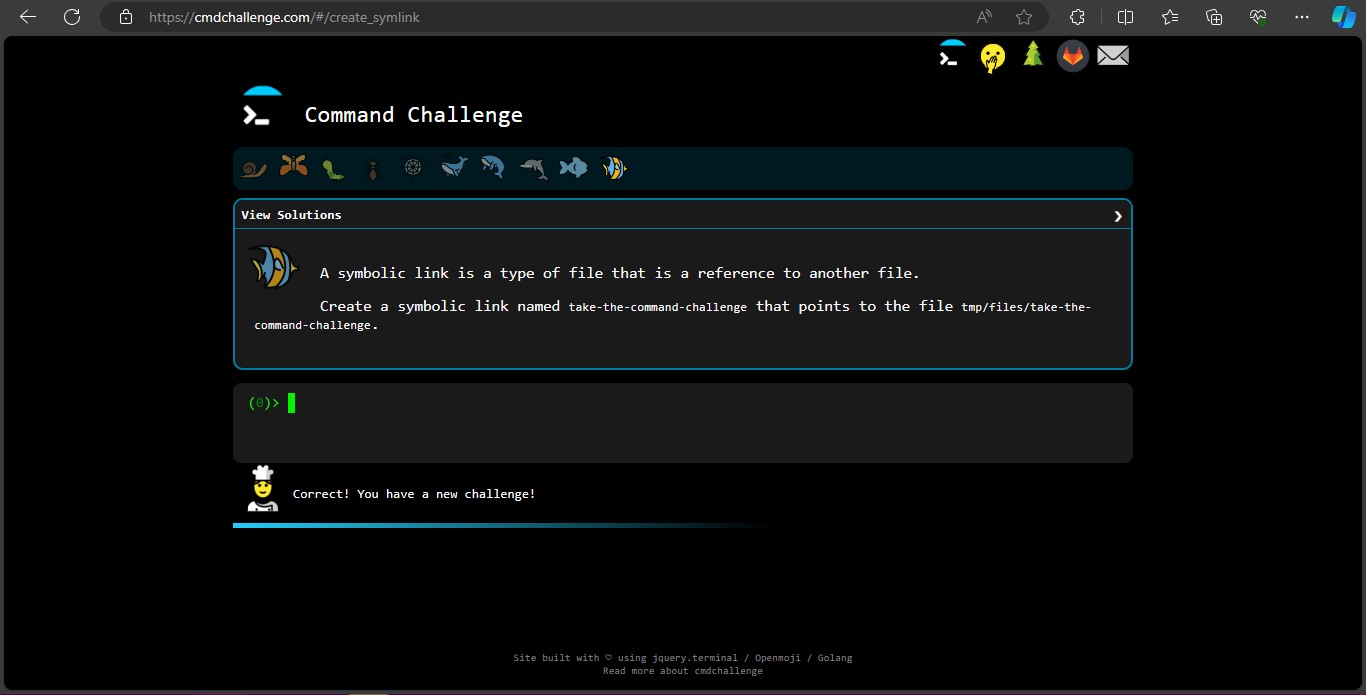 https://cmdchallenge.com/#/create_symlink
Command Challenge
View Solutions
A symbolic link is a type of file that is a reference to another file.
Create a symbolic link named take-the-command-challenge that points to the file tmp/files/take-the-
command-challenge.
(0)>
Correct! You have a new challenge!
Site built with ♡ using jquery.terminal / Openmoji / Golang
Read more about cmdchallenge